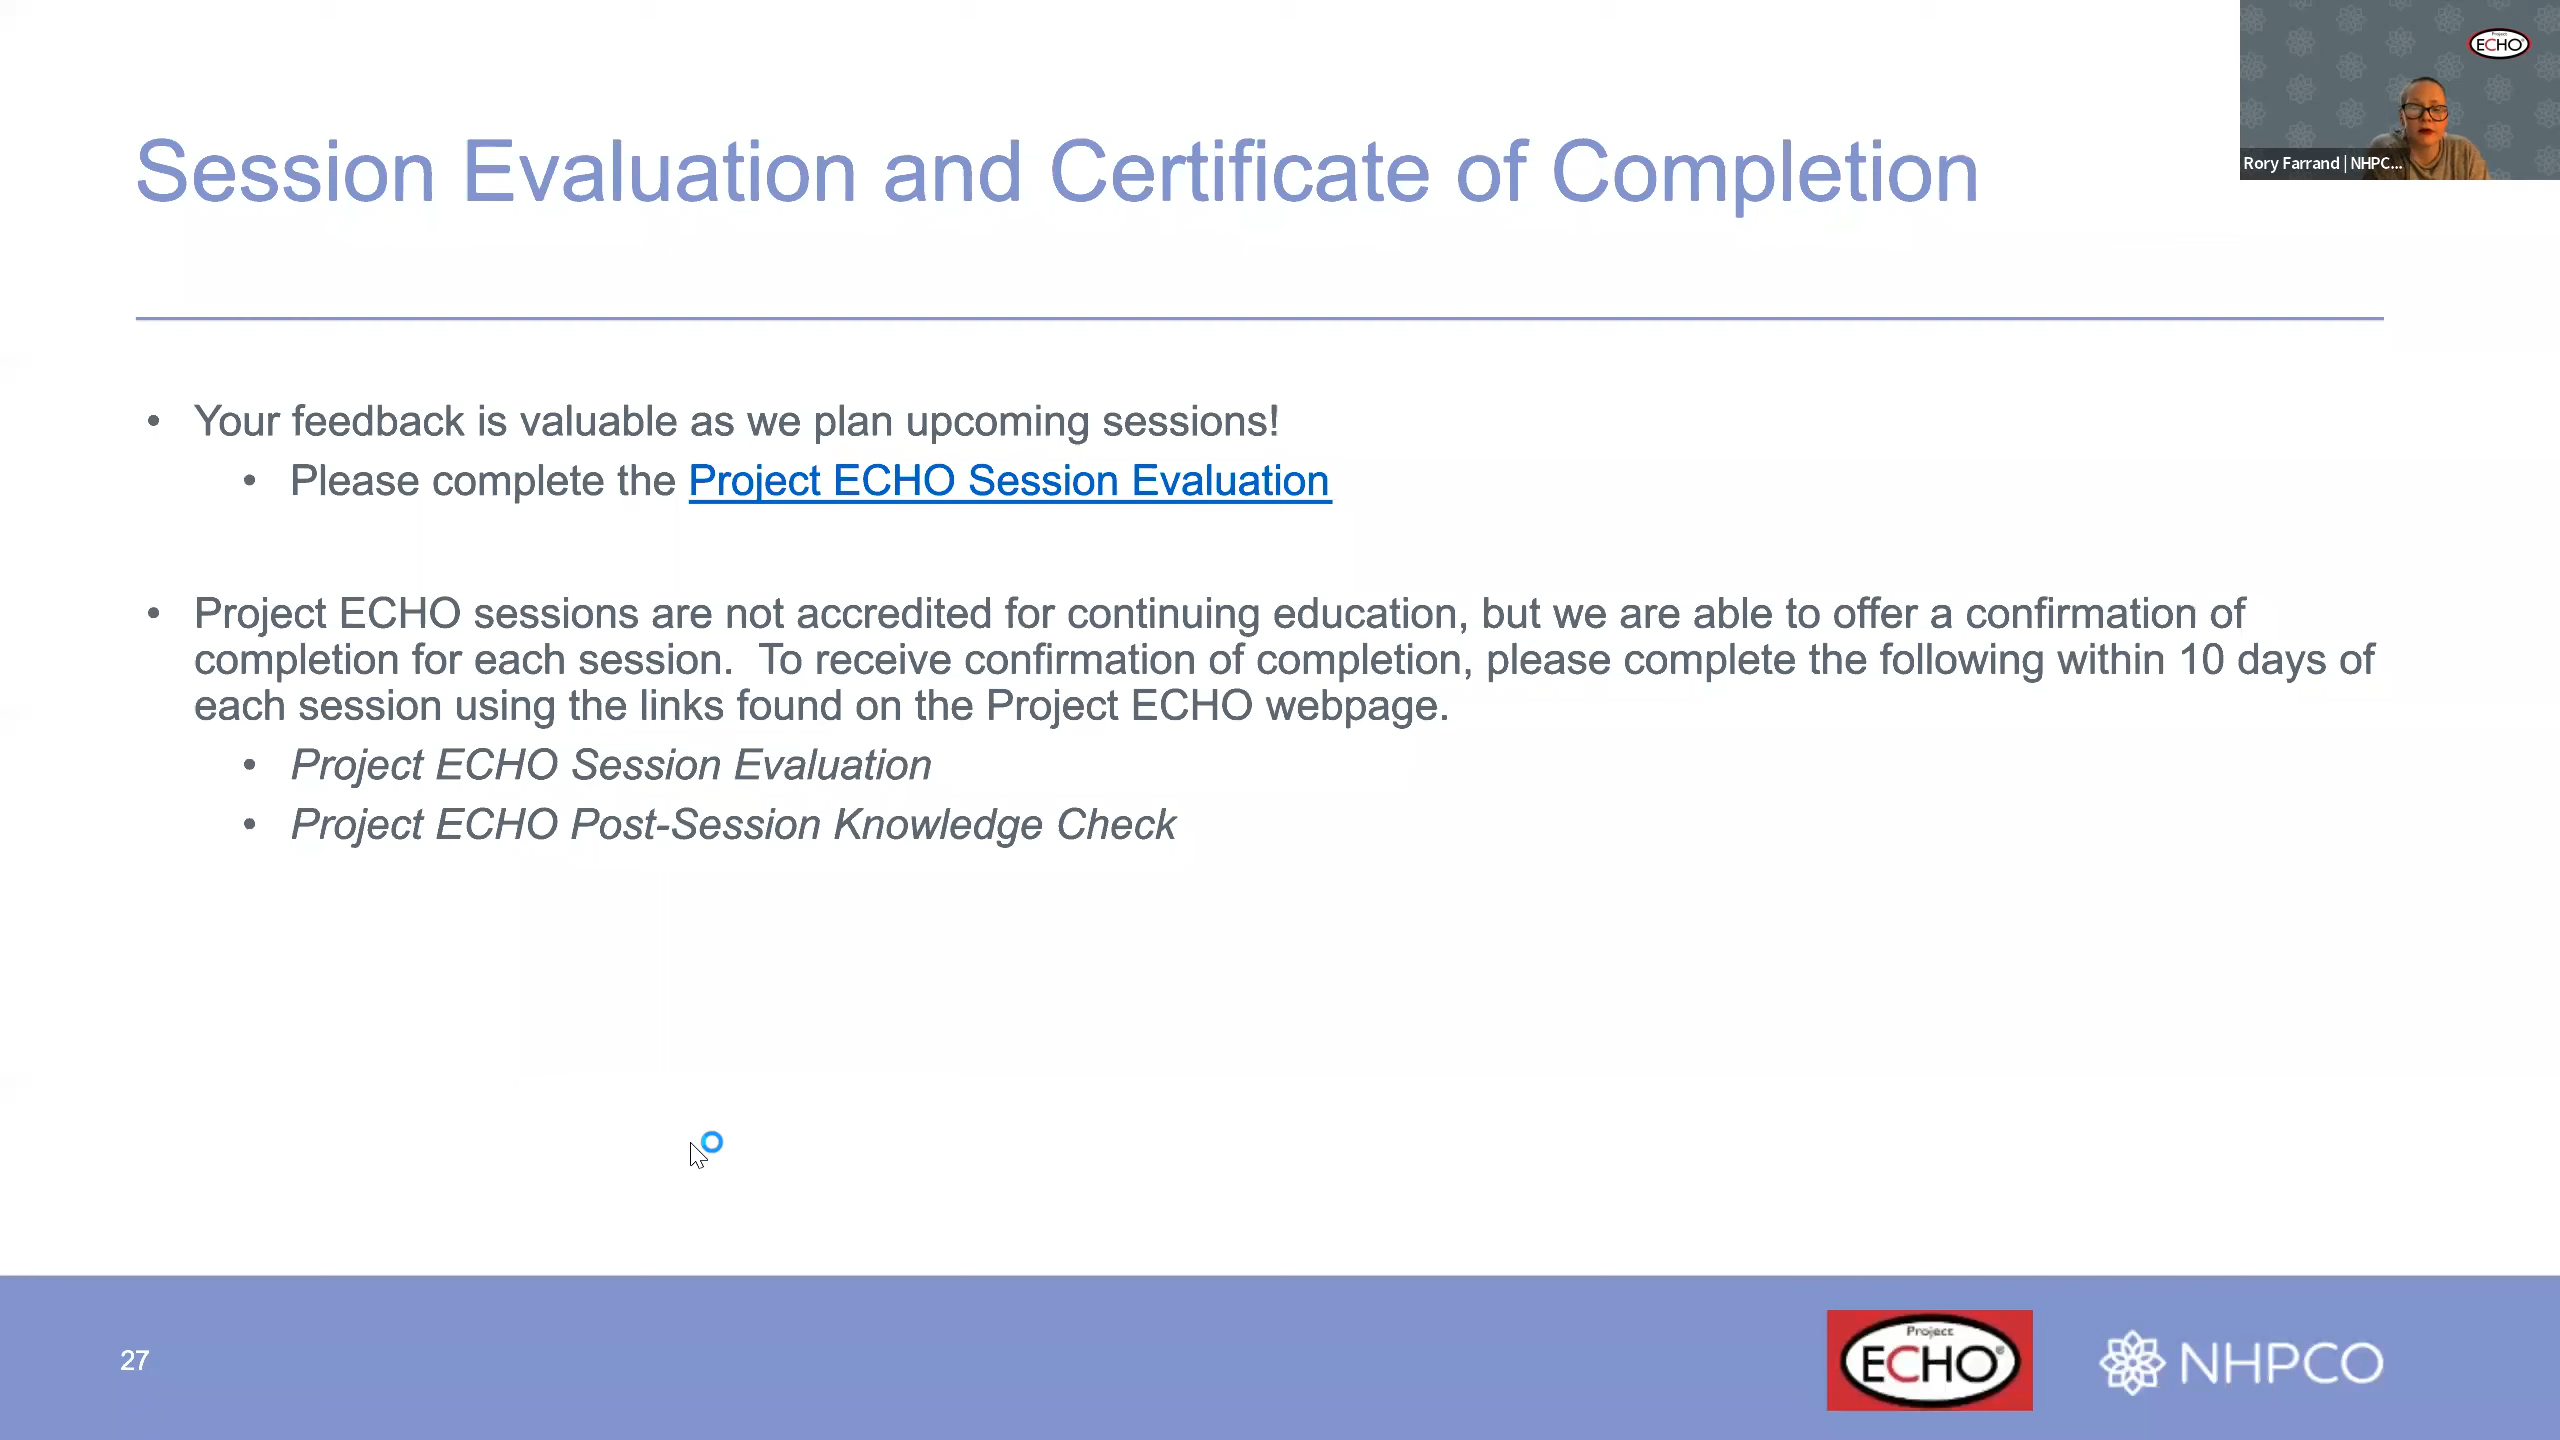 Project
ECHO
Rory Farrand | NHPC...
Session Evaluation and Certificate of Completion
• Your feedback is valuable as we plan upcoming sessions!
• Please complete the Project ECHO Session Evaluation
• Project ECHO sessions are not accredited for continuing education, but we are able to offer a confirmation of
completion for each session.  To receive confirmation of completion, please complete the following within 10 days of
each session using the links found on the Project ECHO webpage.
• Project ECHO Session Evaluation
• Project ECHO Post-Session Knowledge Check
27
Project
ECHO®
NHPCO